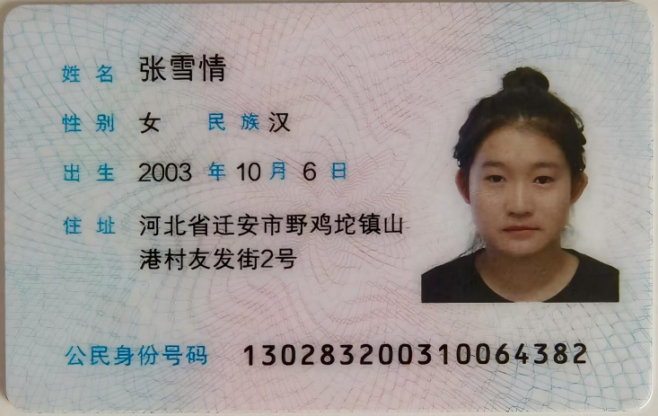 姓名 张雪情
性别 女 民族 汉
出生 2003 年 10 月 6 日
住址 河北省迁安市野鸡坨镇山
港村友发街2号
公民身份号码 130283200310064382